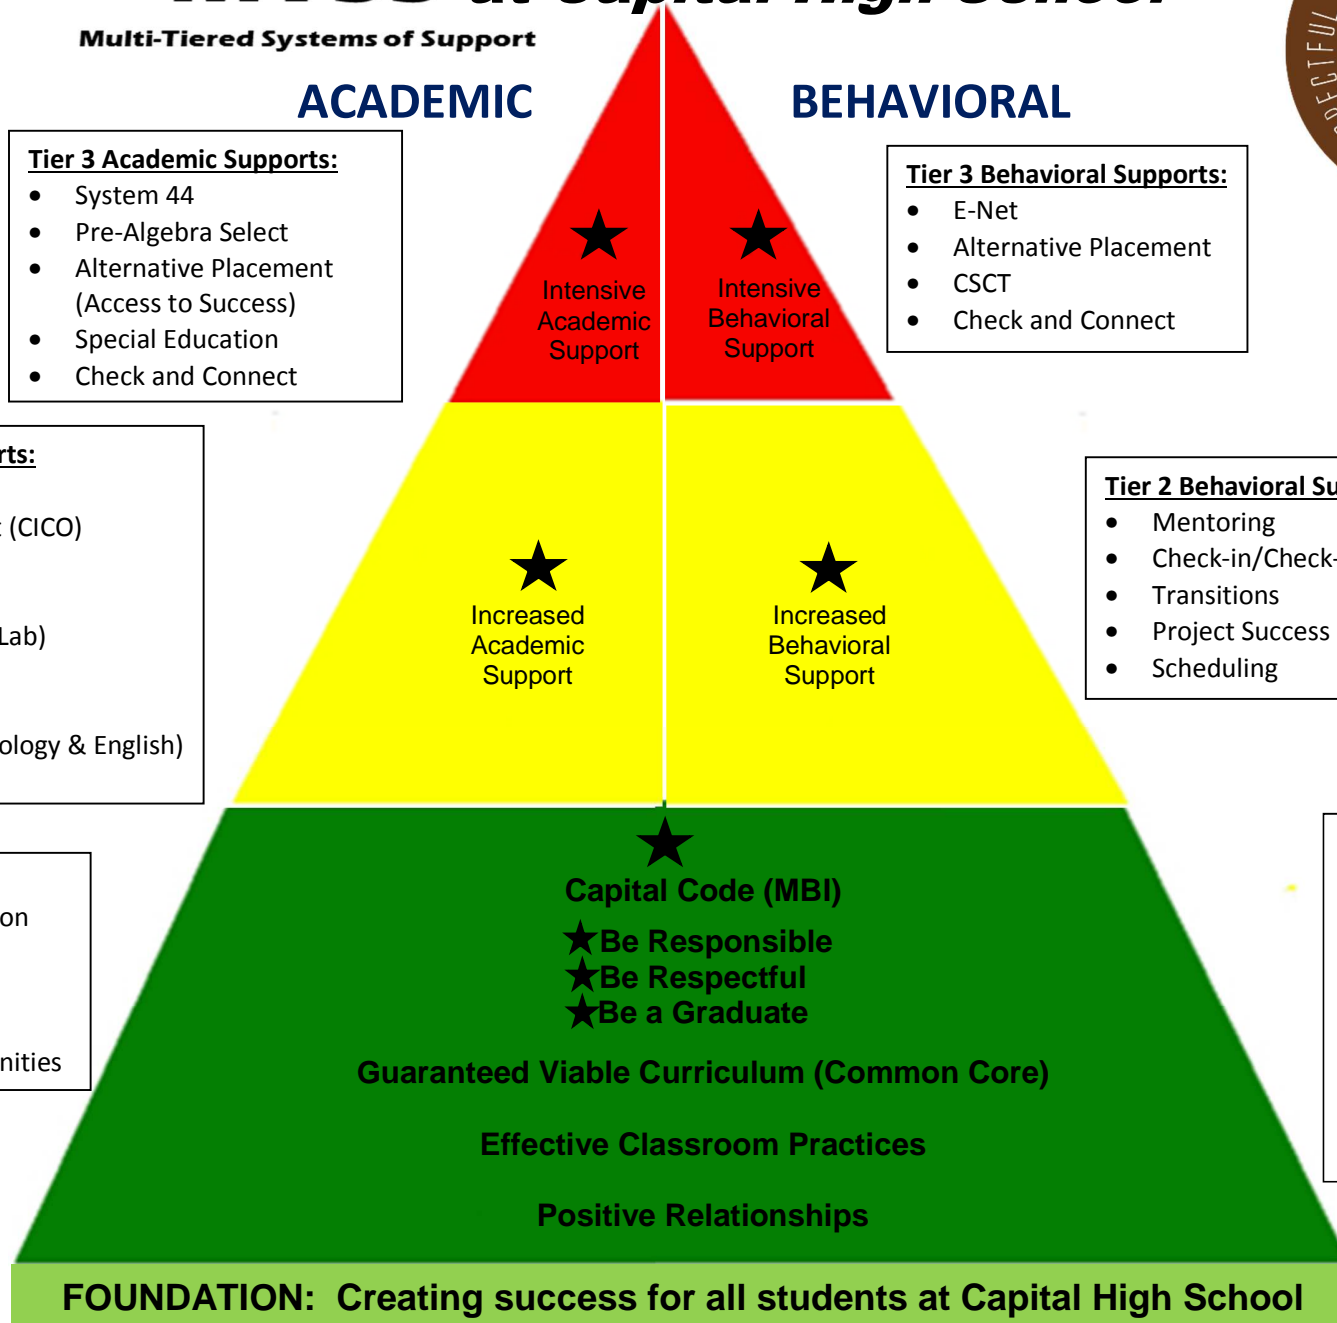 at Capital High School
Multi-Tiered Systems of Support
ACADEMIC
BEHAVIORAL
Tier 3 Academic Supports:
• System 44
• Pre-Algebra Select
• Alternative Placement
(Access to Success)
• Special Education
• Check and Connect
Tier 3 Behavioral Supports:
• E-Net
• Alternative Placement
• CSCT
• Check and Connect
Intensive
Academic
Support
Intensive
Behavioral
Support
rts:
(CICO)
Lab)
ology & English)
Tier 2 Behavioral Su
• Mentoring
• Check-in/Check-
• Transitions
• Project Success
• Scheduling
Increased
Academic
Support
Increased
Behavioral
Support
on
nities
Capital Code (MBI)
★Be Responsible
★Be Respectful
★Be a Graduate
Guaranteed Viable Curriculum (Common Core)
Effective Classroom Practices
Positive Relationships
FOUNDATION: Creating success for all students at Capital High School